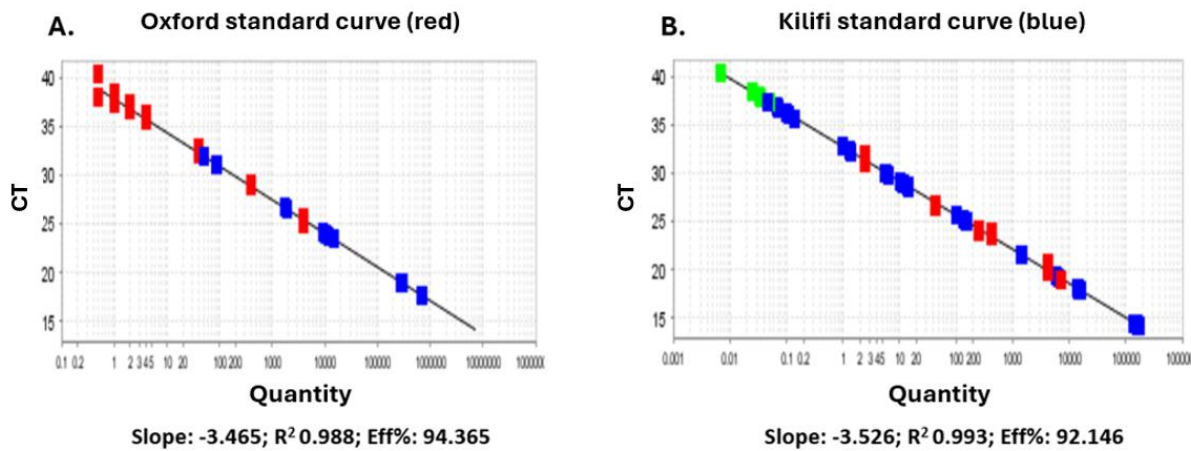 A. Oxford standard curve (red)
40
35
30
25
20
15
CT
0.1 0.2 1 2 3 4 5 10 20 100 200 1000 10000 100000 1000000 10000000
Quantity
Slope: -3.465; R² 0.988; Eff%: 94.365
B. Kilifi standard curve (blue)
40
35
30
25
20
15
CT
0.001 0.01 0.1 1 2 3 4 5 10 20 100 200 1000 10000 100000
Quantity
Slope: -3.526; R² 0.993; Eff%: 92.146